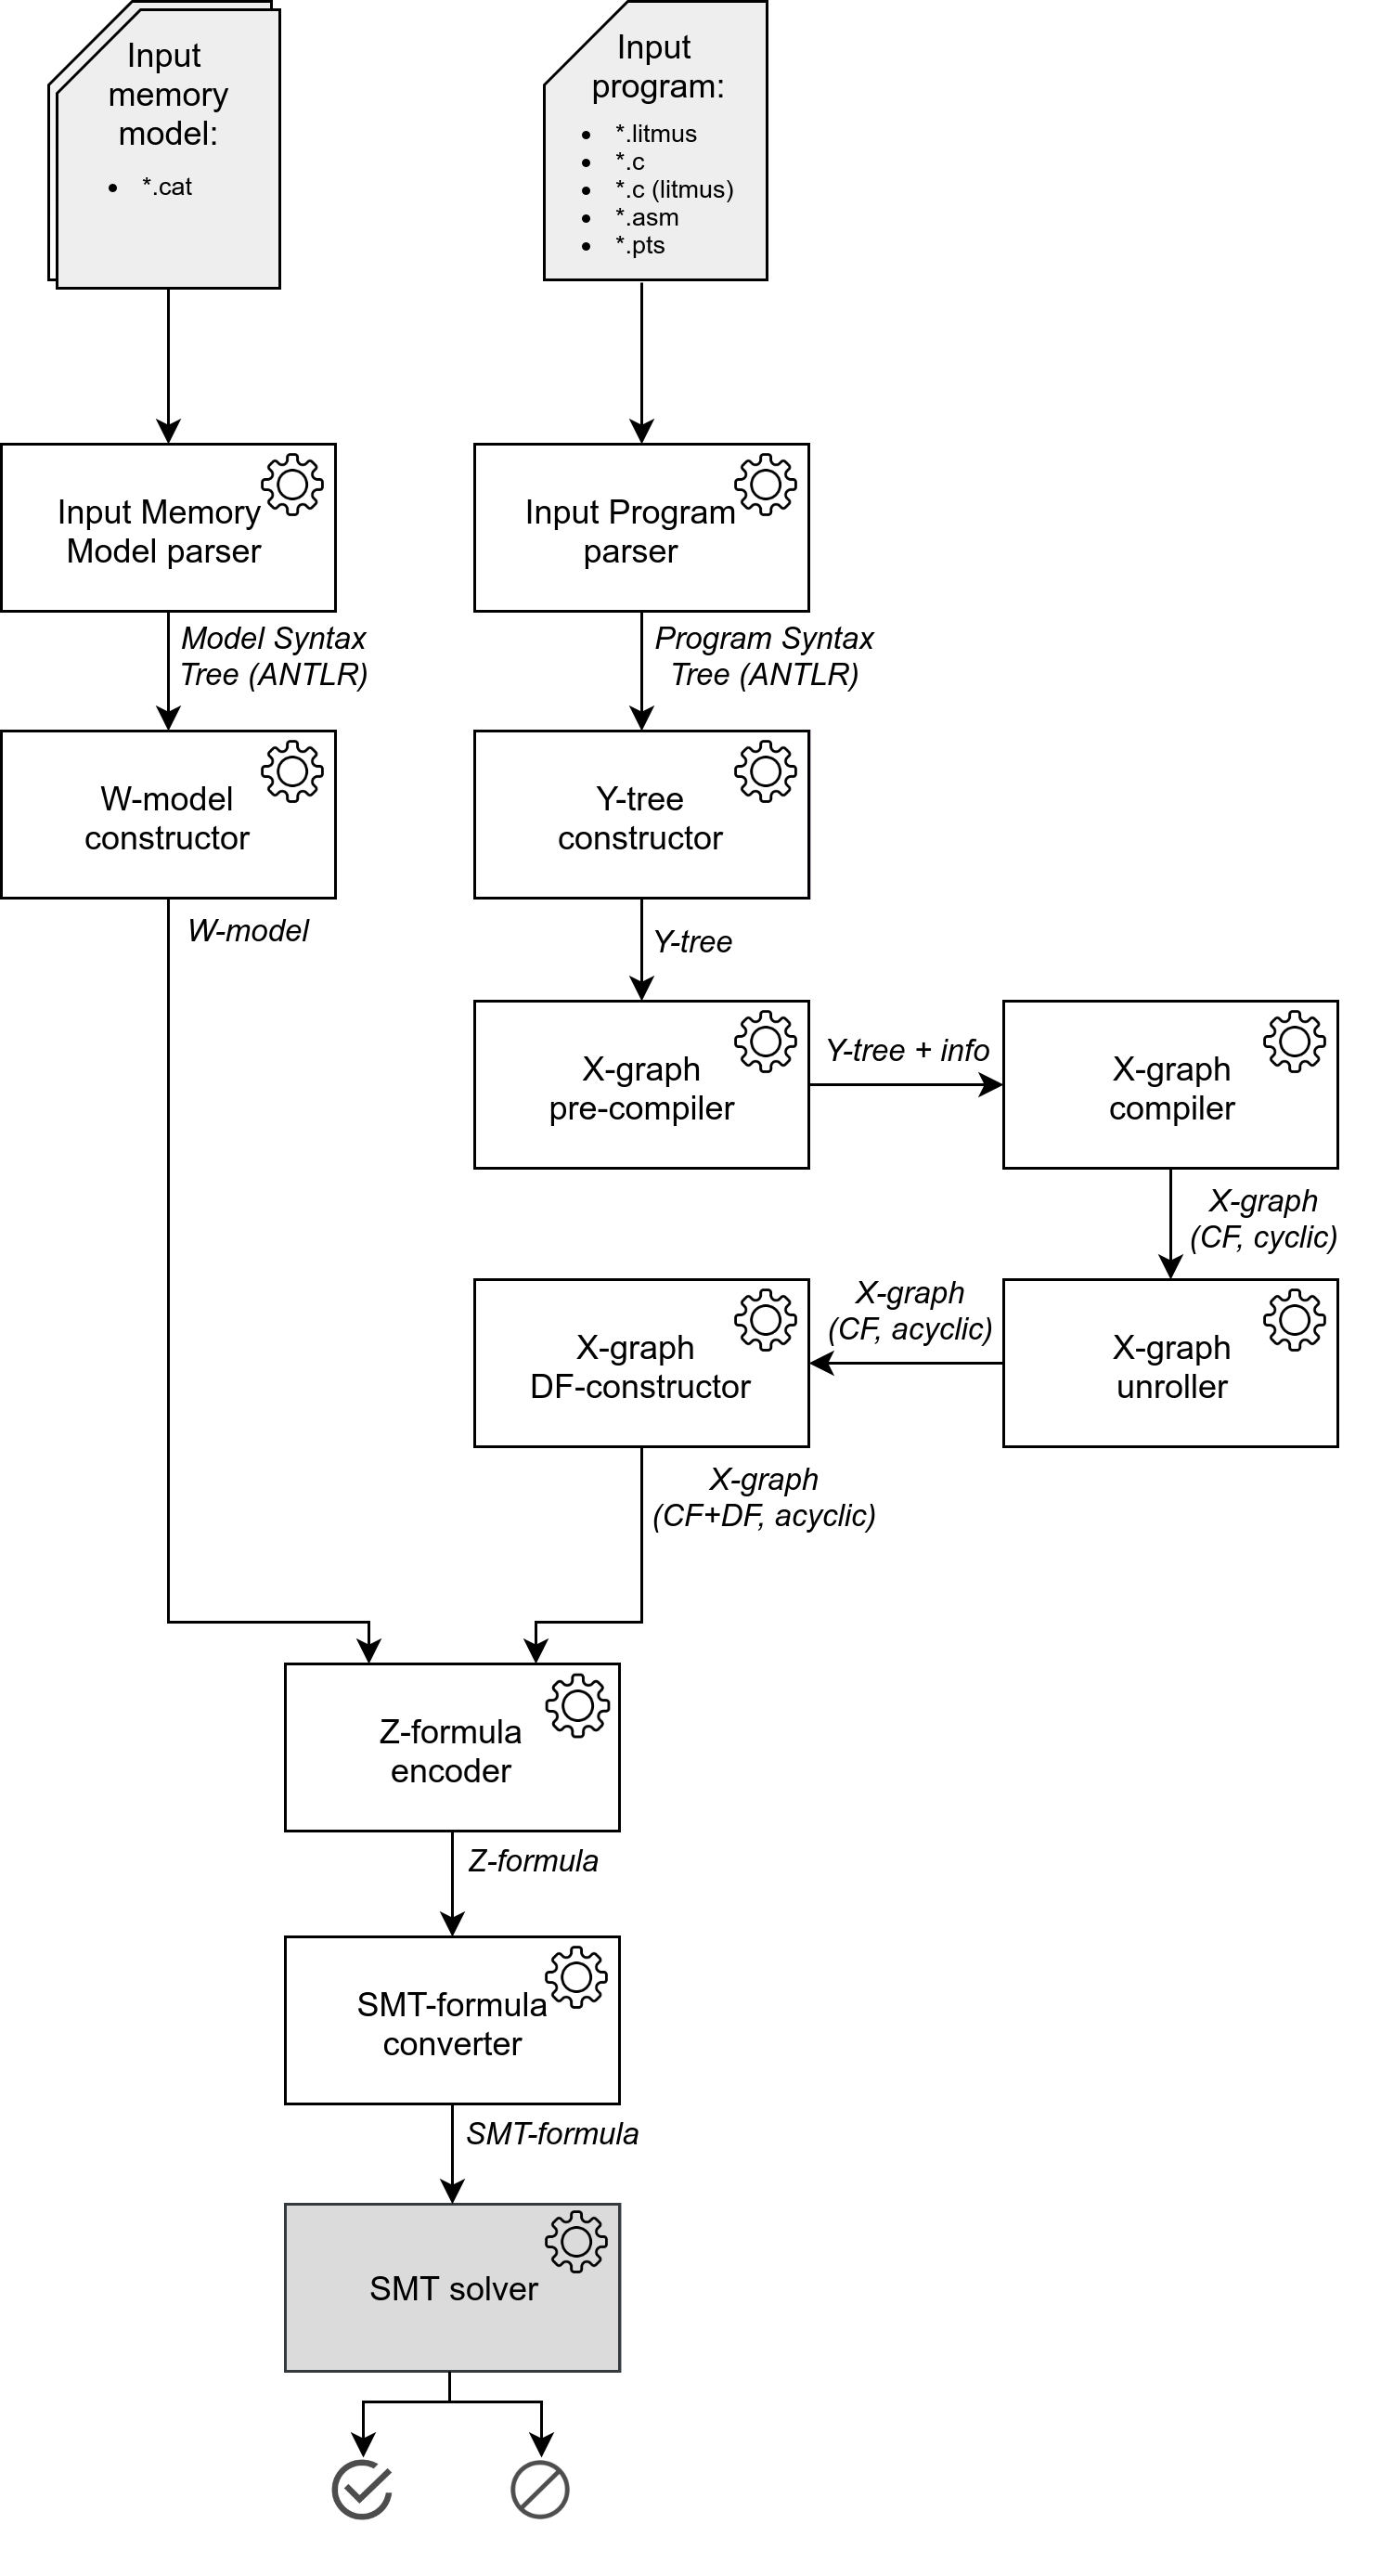 Input
memory
model:
• *.cat
Input
program:
• *.litmus
• *.c
• *.c (litmus)
• *.asm
• *.pts
Input Memory
Model parser
Input Program
parser
Model Syntax
Tree (ANTLR)
Program Syntax
Tree (ANTLR)
W-model
constructor
Y-tree
constructor
W-model
Y-tree
X-graph
pre-compiler
Y-tree + info
X-graph
compiler
X-graph
(CF, cyclic)
X-graph
DF-constructor
X-graph
(CF, acyclic)
X-graph
unroller
X-graph
(CF+DF, acyclic)
Z-formula
encoder
Z-formula
SMT-formula
converter
SMT-formula
SMT solver